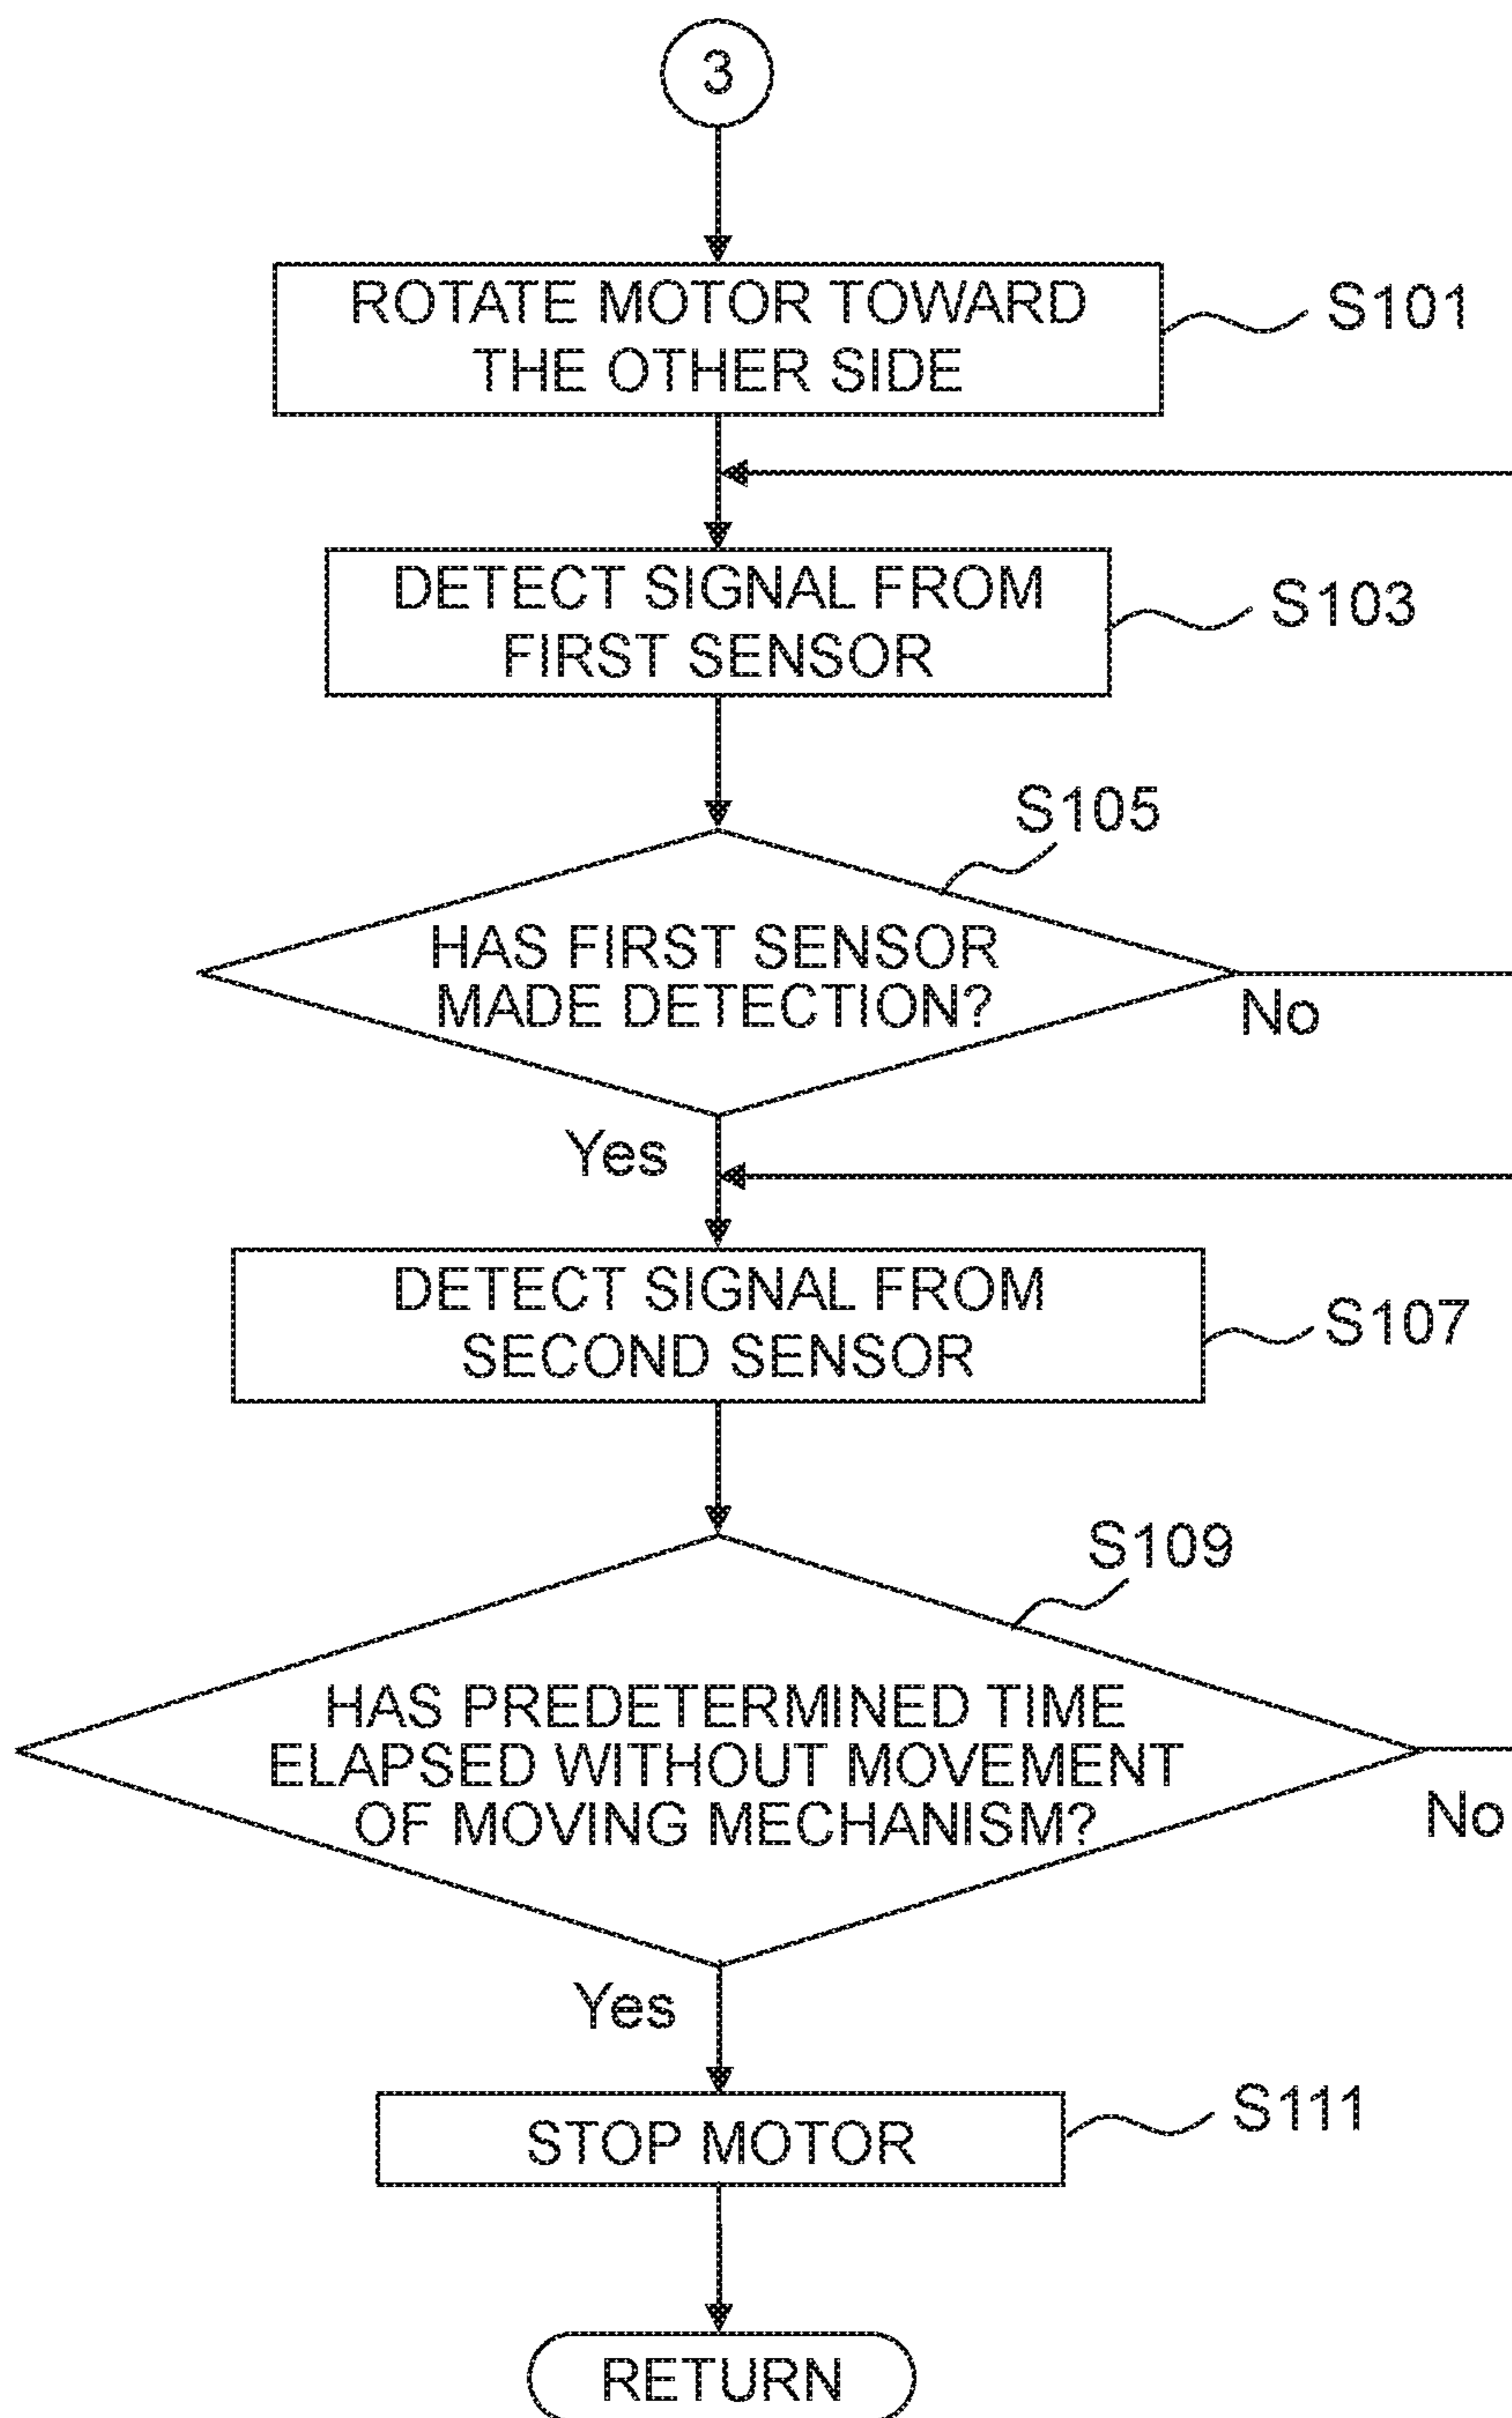 3
ROTATE MOTOR TOWARD
THE OTHER SIDE
S101
DETECT SIGNAL FROM
FIRST SENSOR
S103
S105
HAS FIRST SENSOR
MADE DETECTION?
No
Yes
DETECT SIGNAL FROM
SECOND SENSOR
S107
S109
HAS PREDETERMINED TIME
ELAPSED WITHOUT MOVEMENT
OF MOVING MECHANISM?
No
Yes
STOP MOTOR
S111
RETURN